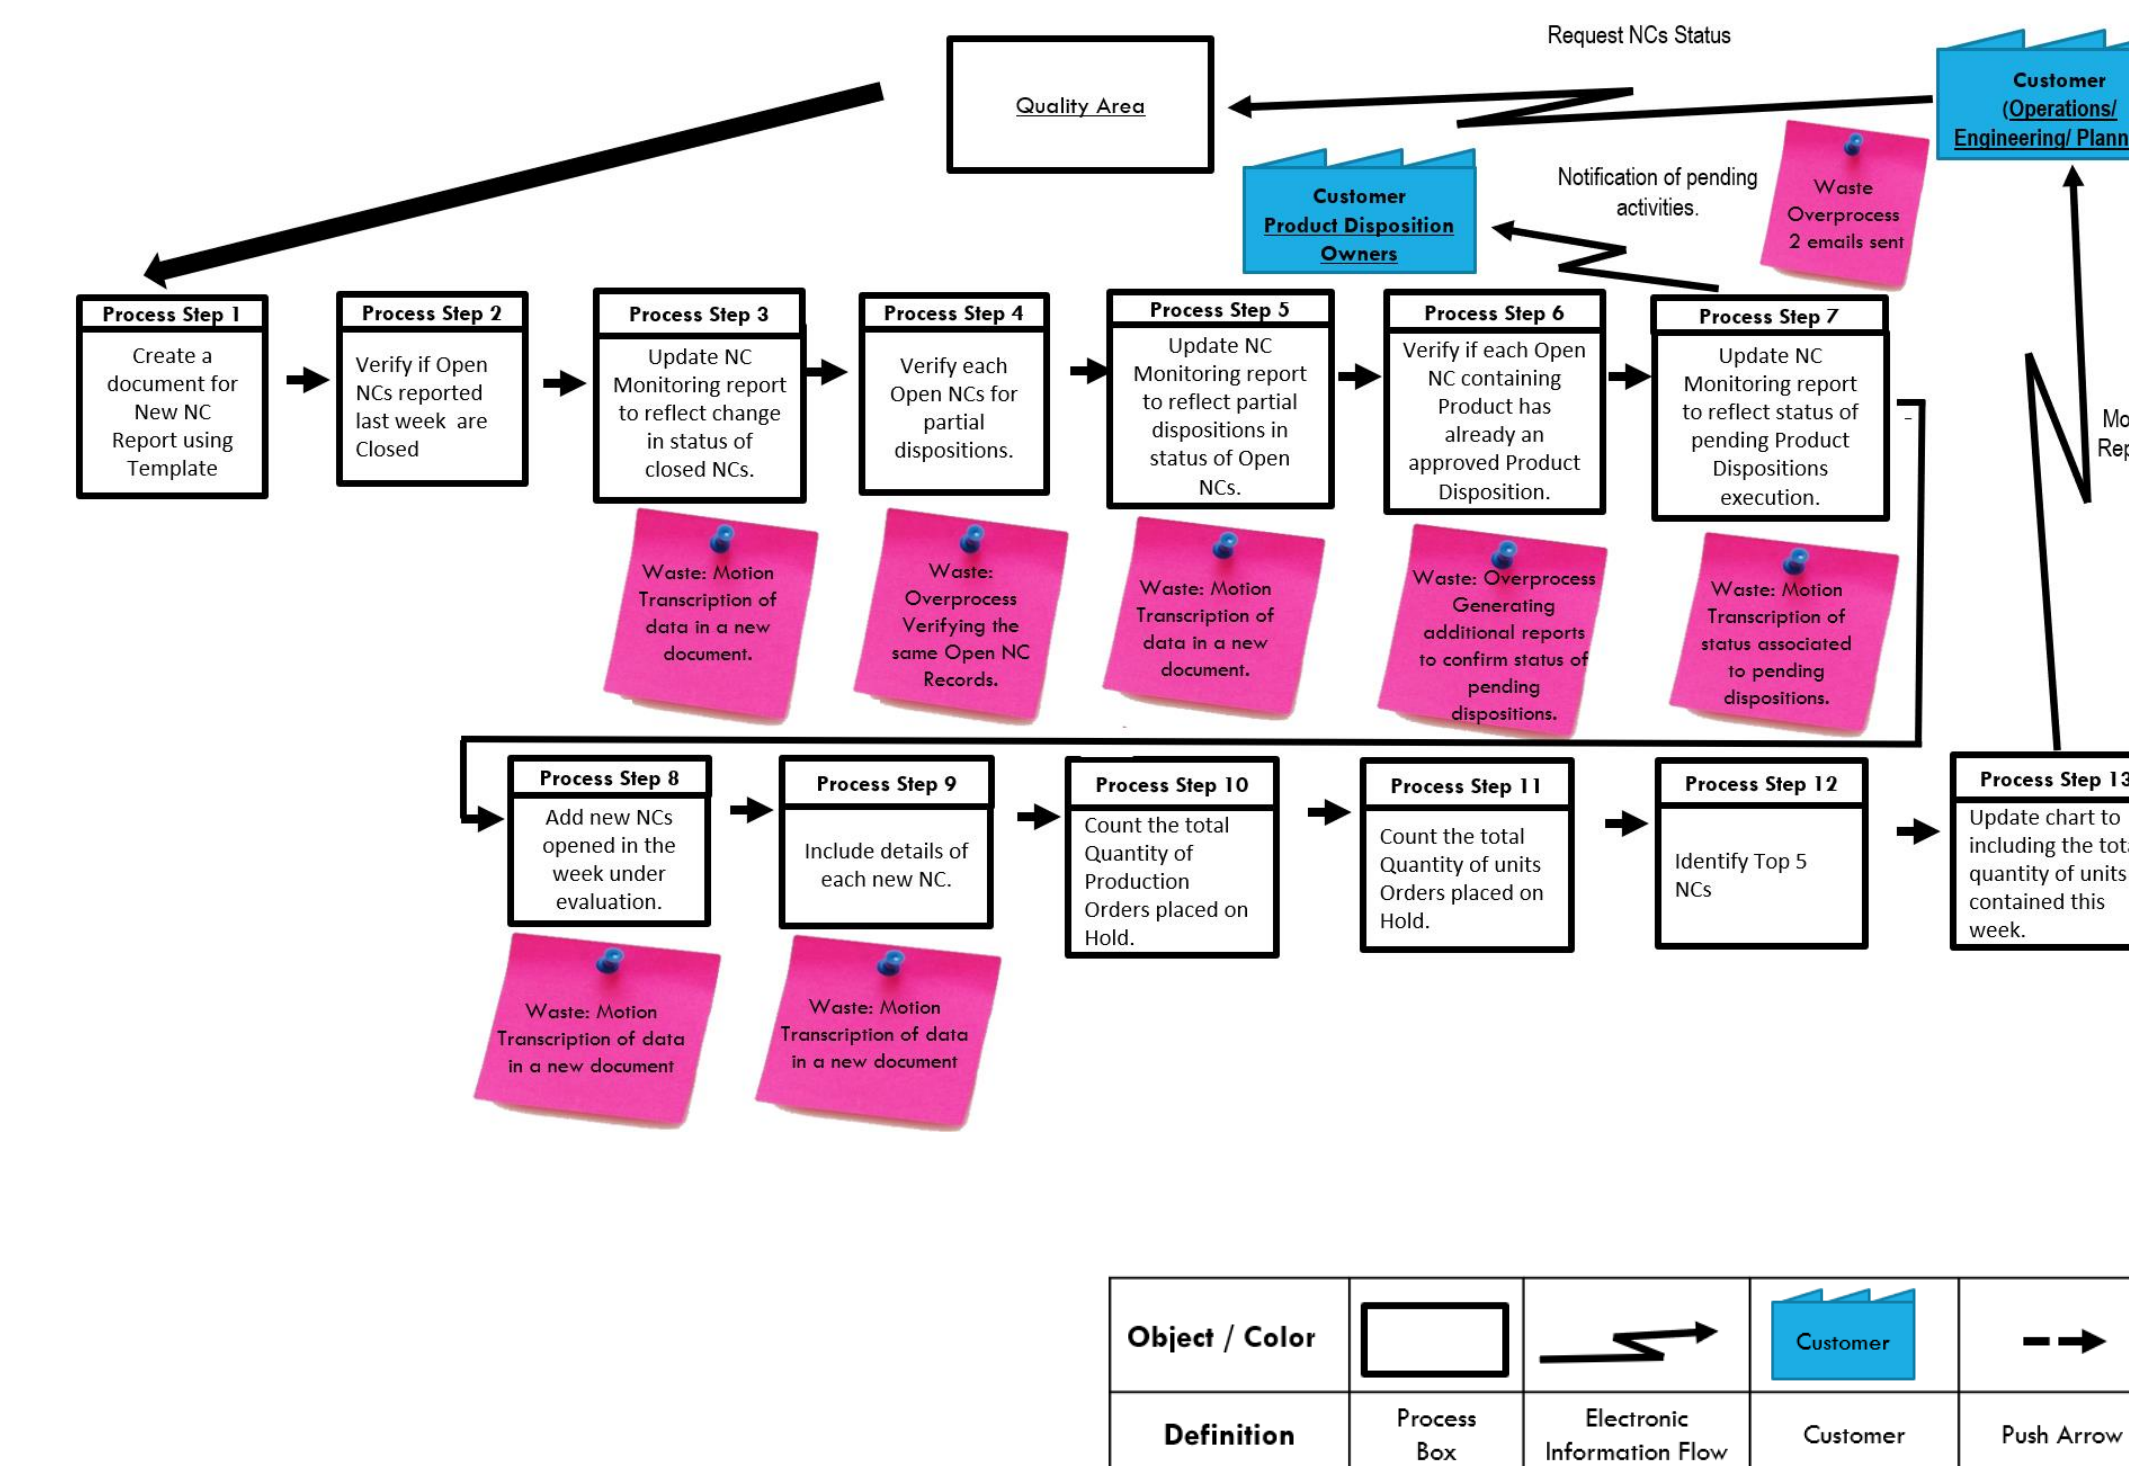 Request NCs Status
Quality Area
Customer
(Operations/
Engineering/
Customer
Product Disposition
Owners
Notification of pending
activities.
Waste
Overprocess
2 emails sent
Process Step 1
Create a
document for
New NC
Report using
Template
Process Step 2
Verify if Open
NCs reported
last week are
Closed
Process Step 3
Update NC
Monitoring report
to reflect change
in status of
closed NCs.
Process Step 4
Verify each
Open NCs for
partial
dispositions.
Process Step 5
Update NC
Monitoring report
to reflect partial
dispositions in
status of Open
NCs.
Process Step 6
Verify if each Open
NC containing
Product has
already an
approved Product
Disposition.
Process Step 7
Update NC
Monitoring report
to reflect status of
pending Product
Dispositions
execution.
Waste: Motion
Transcription of
data in a new
document.
Waste:
Overprocess
Verifying the
same Open NC
Records.
Waste: Motion
Transcription of
data in a new
document.
Waste: Overprocess
Generating
additional reports
to confirm status of
pending
dispositions.
Waste: Motion
Transcription of
status associated
to pending
dispositions.
Process Step 8
Add new NCs
opened in the
week under
evaluation.
Process Step 9
Include details of
each new NC.
Process Step 10
Count the total
Quantity of
Production
Orders placed on
Hold.
Process Step 11
Count the total
Quantity of units
Orders placed on
Hold.
Process Step 12
Identify Top 5
NCs
Process Step 13
Update chart to
including the
quantity of units
contained this
week.
Waste: Motion
Transcription of data
in a new document
Waste: Motion
Transcription of data
in a new document
Object / Color
Customer
Definition
Process
Box
Electronic
Information Flow
Customer
Push Arrow